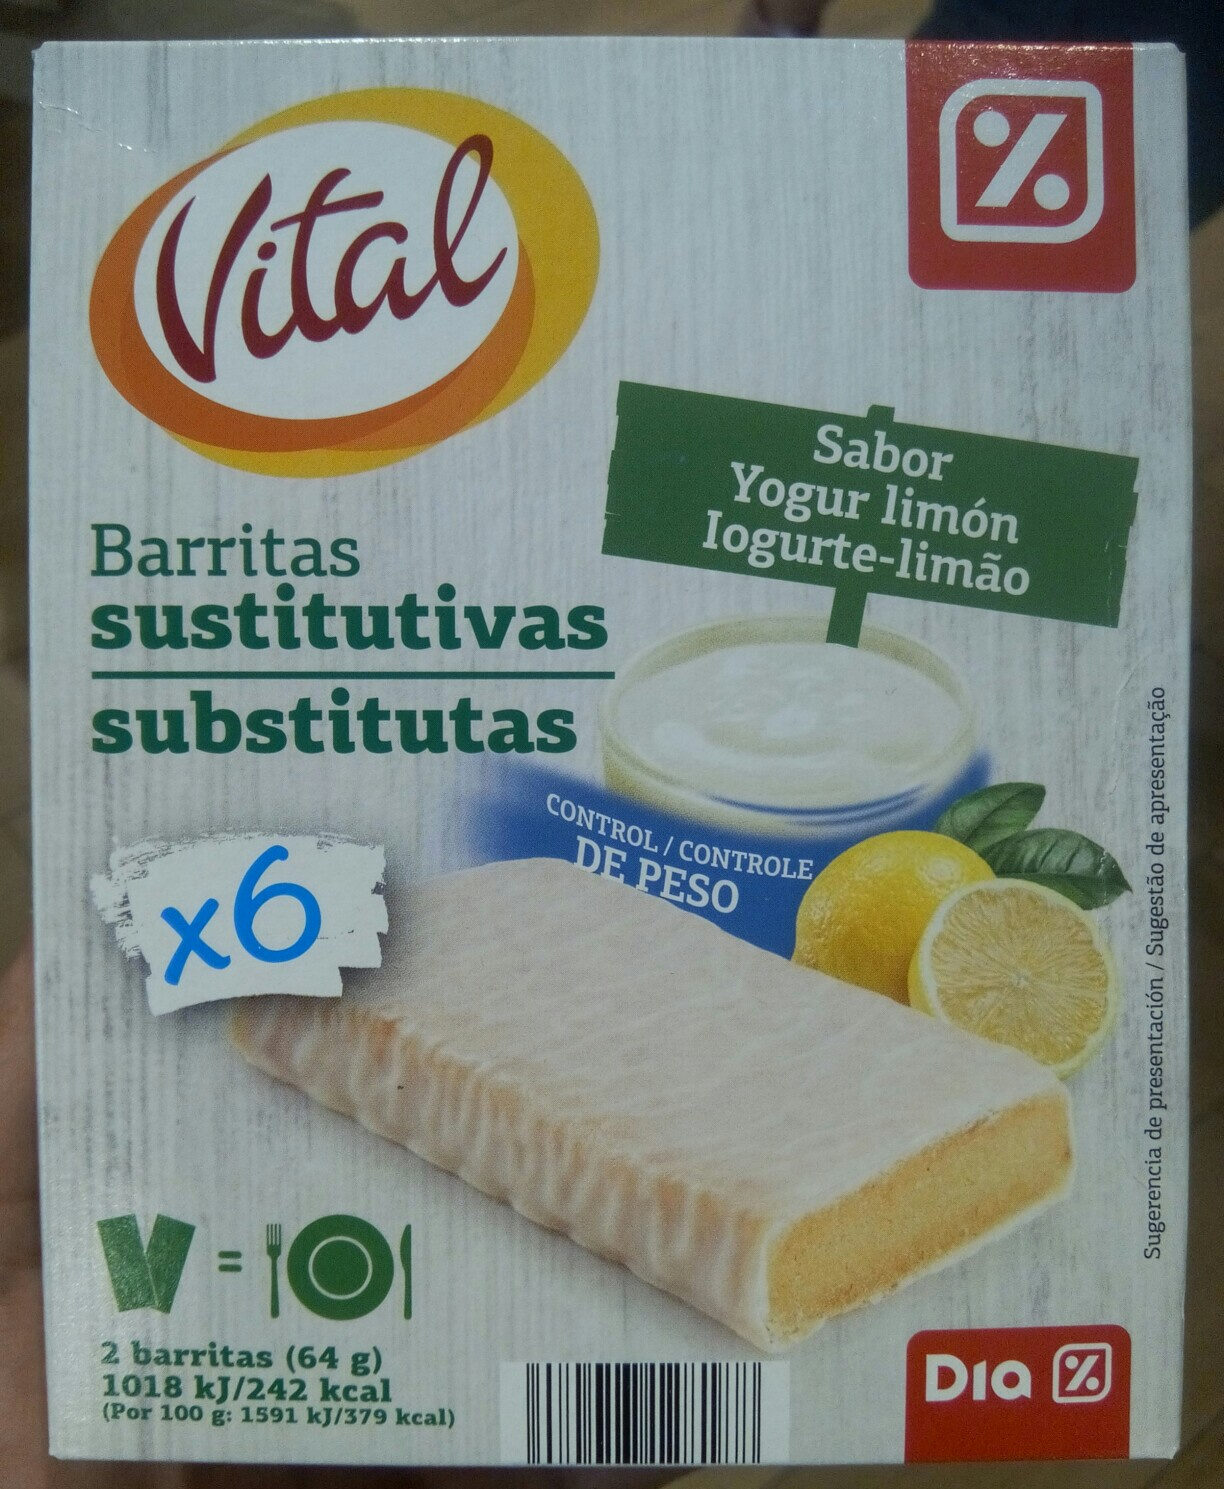 Vital
%
Sabor
Yogur limón
Iogurte-limão
Barritas
sustitutivas
substitutas
CONTROL / CONTROLE
DE PESO
x6
Sugerencia de presentación / Sugestão de apresentação
=
2 barritas (64 g)
1018 kJ/242 kcal
(Por 100 g: 1591 kJ/379 kcal)
DIA %